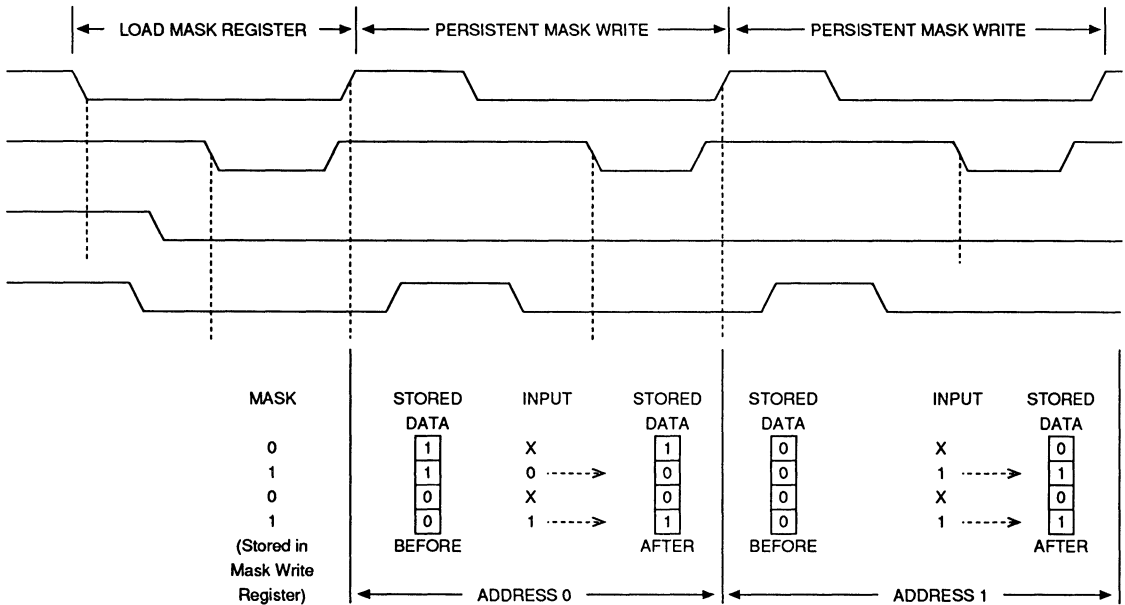 LOAD MASK REGISTER PERSISTENT MASK WRITE PERSISTENT MASK WRITE
MASK STORED INPUT STORED STORED INPUT STORED
DATA DATA DATA DATA
0 1 X 1 0 X 0
1 1 0 0 0 1 1
0 0 X 0 0 X 0
1 0 1 1 0 1 1
(Stored in BEFORE AFTER BEFORE AFTER
Mask Write
Register) ADDRESS 0 ADDRESS 1